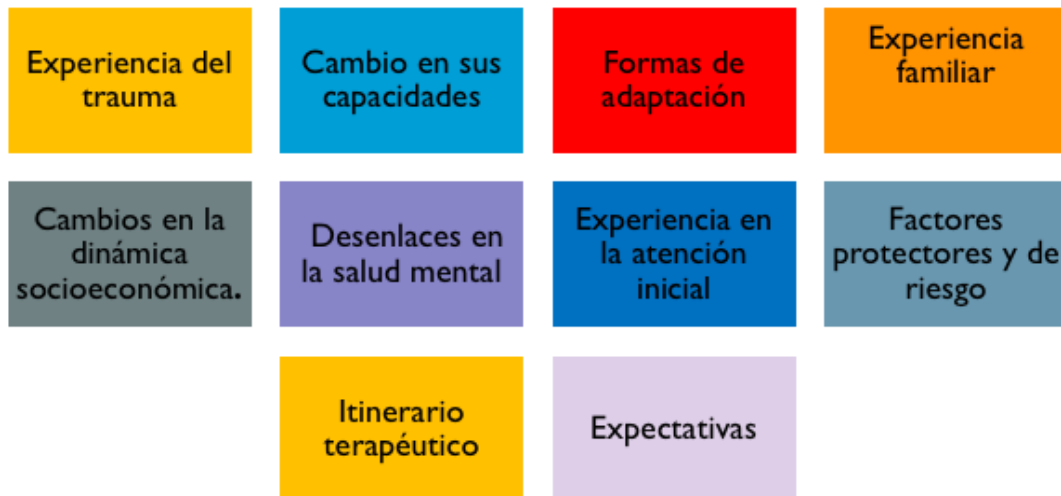 Experiencia del
trauma
Cambio en sus
capacidades
Formas de
adaptación
Experiencia
familiar
Cambios en la
dinámica
socioeconómica.
Desenlaces en
la salud mental
Experiencia en
la atención
inicial
Factores
protectores y de
riesgo
Itinerario
terapéutico
Expectativas